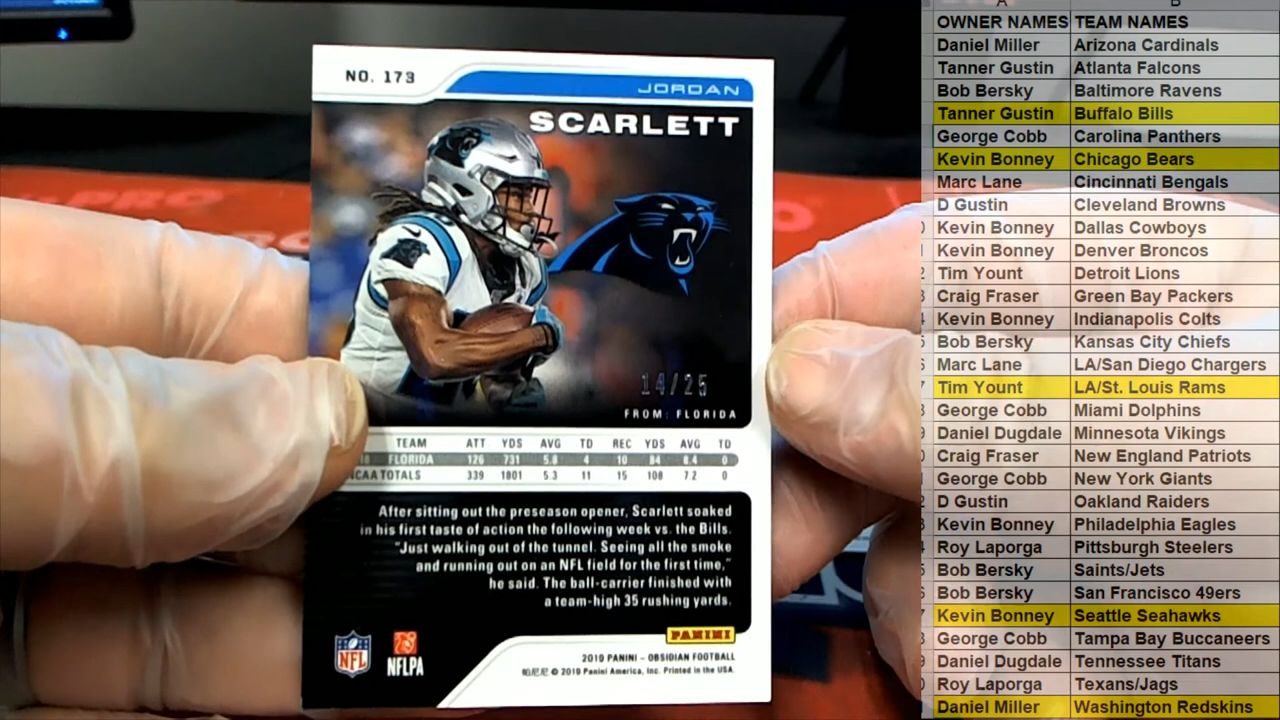 NO. 173
JORDAN
SCARLETT
14/25
FROM: FLORIDA
TEAM ATT YDS AVG TD REC YDS AVG TD
FLORIDA 126 731 5.8 4 10 84 8.4 0
NCAA TOTALS 339 1801 5.3 11 15 108 7.2 0
After sitting out the preseason opener, Scarlett soaked
in his first taste of action the following week vs. the Bills.
"Just walking out of the tunnel. Seeing all the smoke
and running out on an NFL field for the first time,"
he said. The ball-carrier finished with
a team-high 35 rushing yards.
PANINI
NFL
NFLPA
2019 PANINI - OBSIDIAN FOOTBALL
帕尼尼 © 2019 Panini America, Inc. Printed in the USA.
A B
OWNER NAMES TEAM NAMES
Daniel Miller Arizona Cardinals
Tanner Gustin Atlanta Falcons
Bob Bersky Baltimore Ravens
Tanner Gustin Buffalo Bills
George Cobb Carolina Panthers
Kevin Bonney Chicago Bears
Marc Lane Cincinnati Bengals
D Gustin Cleveland Browns
Kevin Bonney Dallas Cowboys
Kevin Bonney Denver Broncos
Tim Yount Detroit Lions
Craig Fraser Green Bay Packers
Kevin Bonney Indianapolis Colts
Bob Bersky Kansas City Chiefs
Marc Lane LA/San Diego Chargers
Tim Yount LA/St. Louis Rams
George Cobb Miami Dolphins
Daniel Dugdale Minnesota Vikings
Craig Fraser New England Patriots
George Cobb New York Giants
D Gustin Oakland Raiders
Kevin Bonney Philadelphia Eagles
Roy Laporga Pittsburgh Steelers
Bob Bersky Saints/Jets
Bob Bersky San Francisco 49ers
Kevin Bonney Seattle Seahawks
George Cobb Tampa Bay Buccaneers
Daniel Dugdale Tennessee Titans
Roy Laporga Texans/Jags
Daniel Miller Washington Redskins